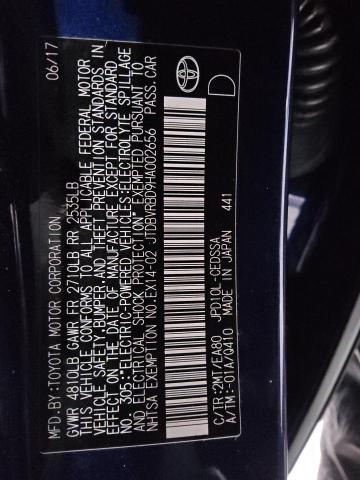 MFD.BY:TOYOTA MOTOR CORPORATION 06/17
GVWR 4810LB GAWR FR 2710LB RR 2535LB
THIS VEHICLE CONFORMS TO ALL APPLICABLE FEDERAL MOTOR
VEHICLE SAFETY,BUMPER,AND THEFT PREVENTION STANDARDS IN
EFFECT ON THE DATE OF MANUFACTURE EXCEPT FOR STANDARD
NO. 305,"ELECTRIC-POWERED VEHICLES:ELECTROLYTE SPILLAGE
AND ELECTRICAL SHOCK PROTECTION" EXEMPTED PURSUANT TO
NHTSA EXEMPTION NO:EX14-02 JTDBVRBD9HA002656 PASS.CAR
TOYOTA
C/TR:2MT/EA80 JPD10L-CEDSSA D
A/TM:-01A/Q410 MADE IN JAPAN 441